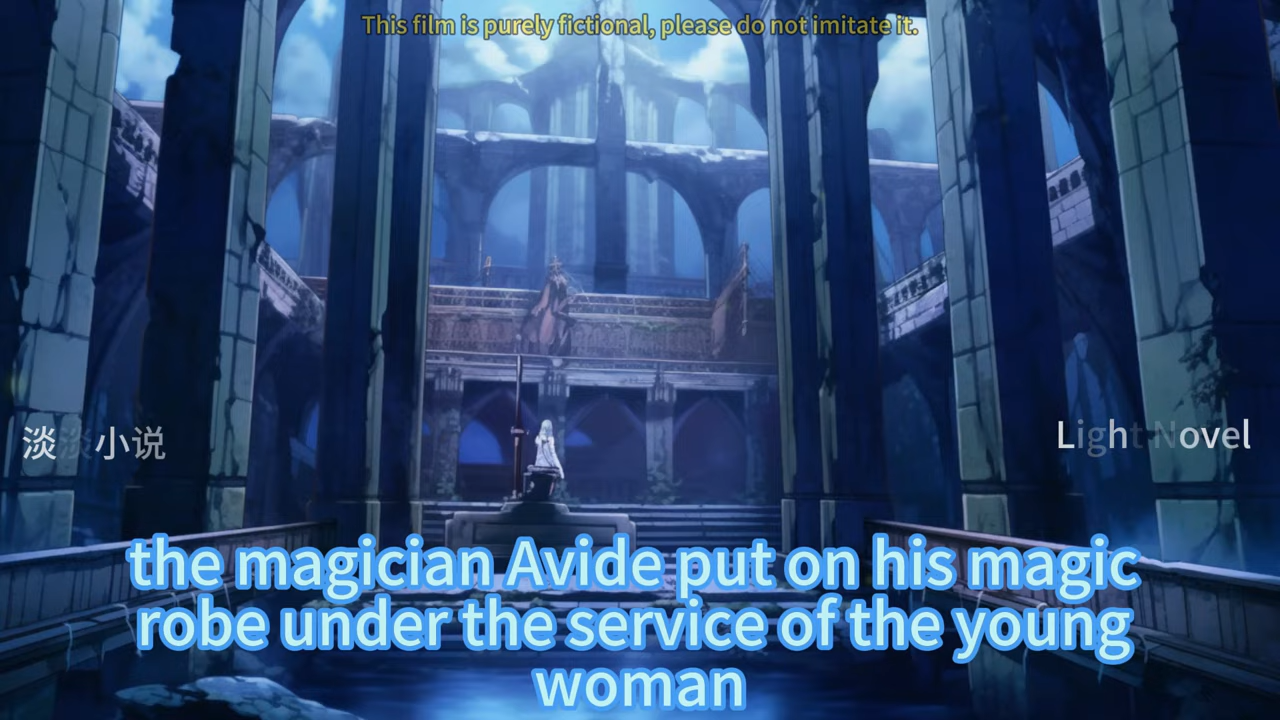 This film is purely fictional, please do not imitate it.
淡淡小说
Light Novel
the magician Avide put on his magic
robe under the service of the young
woman